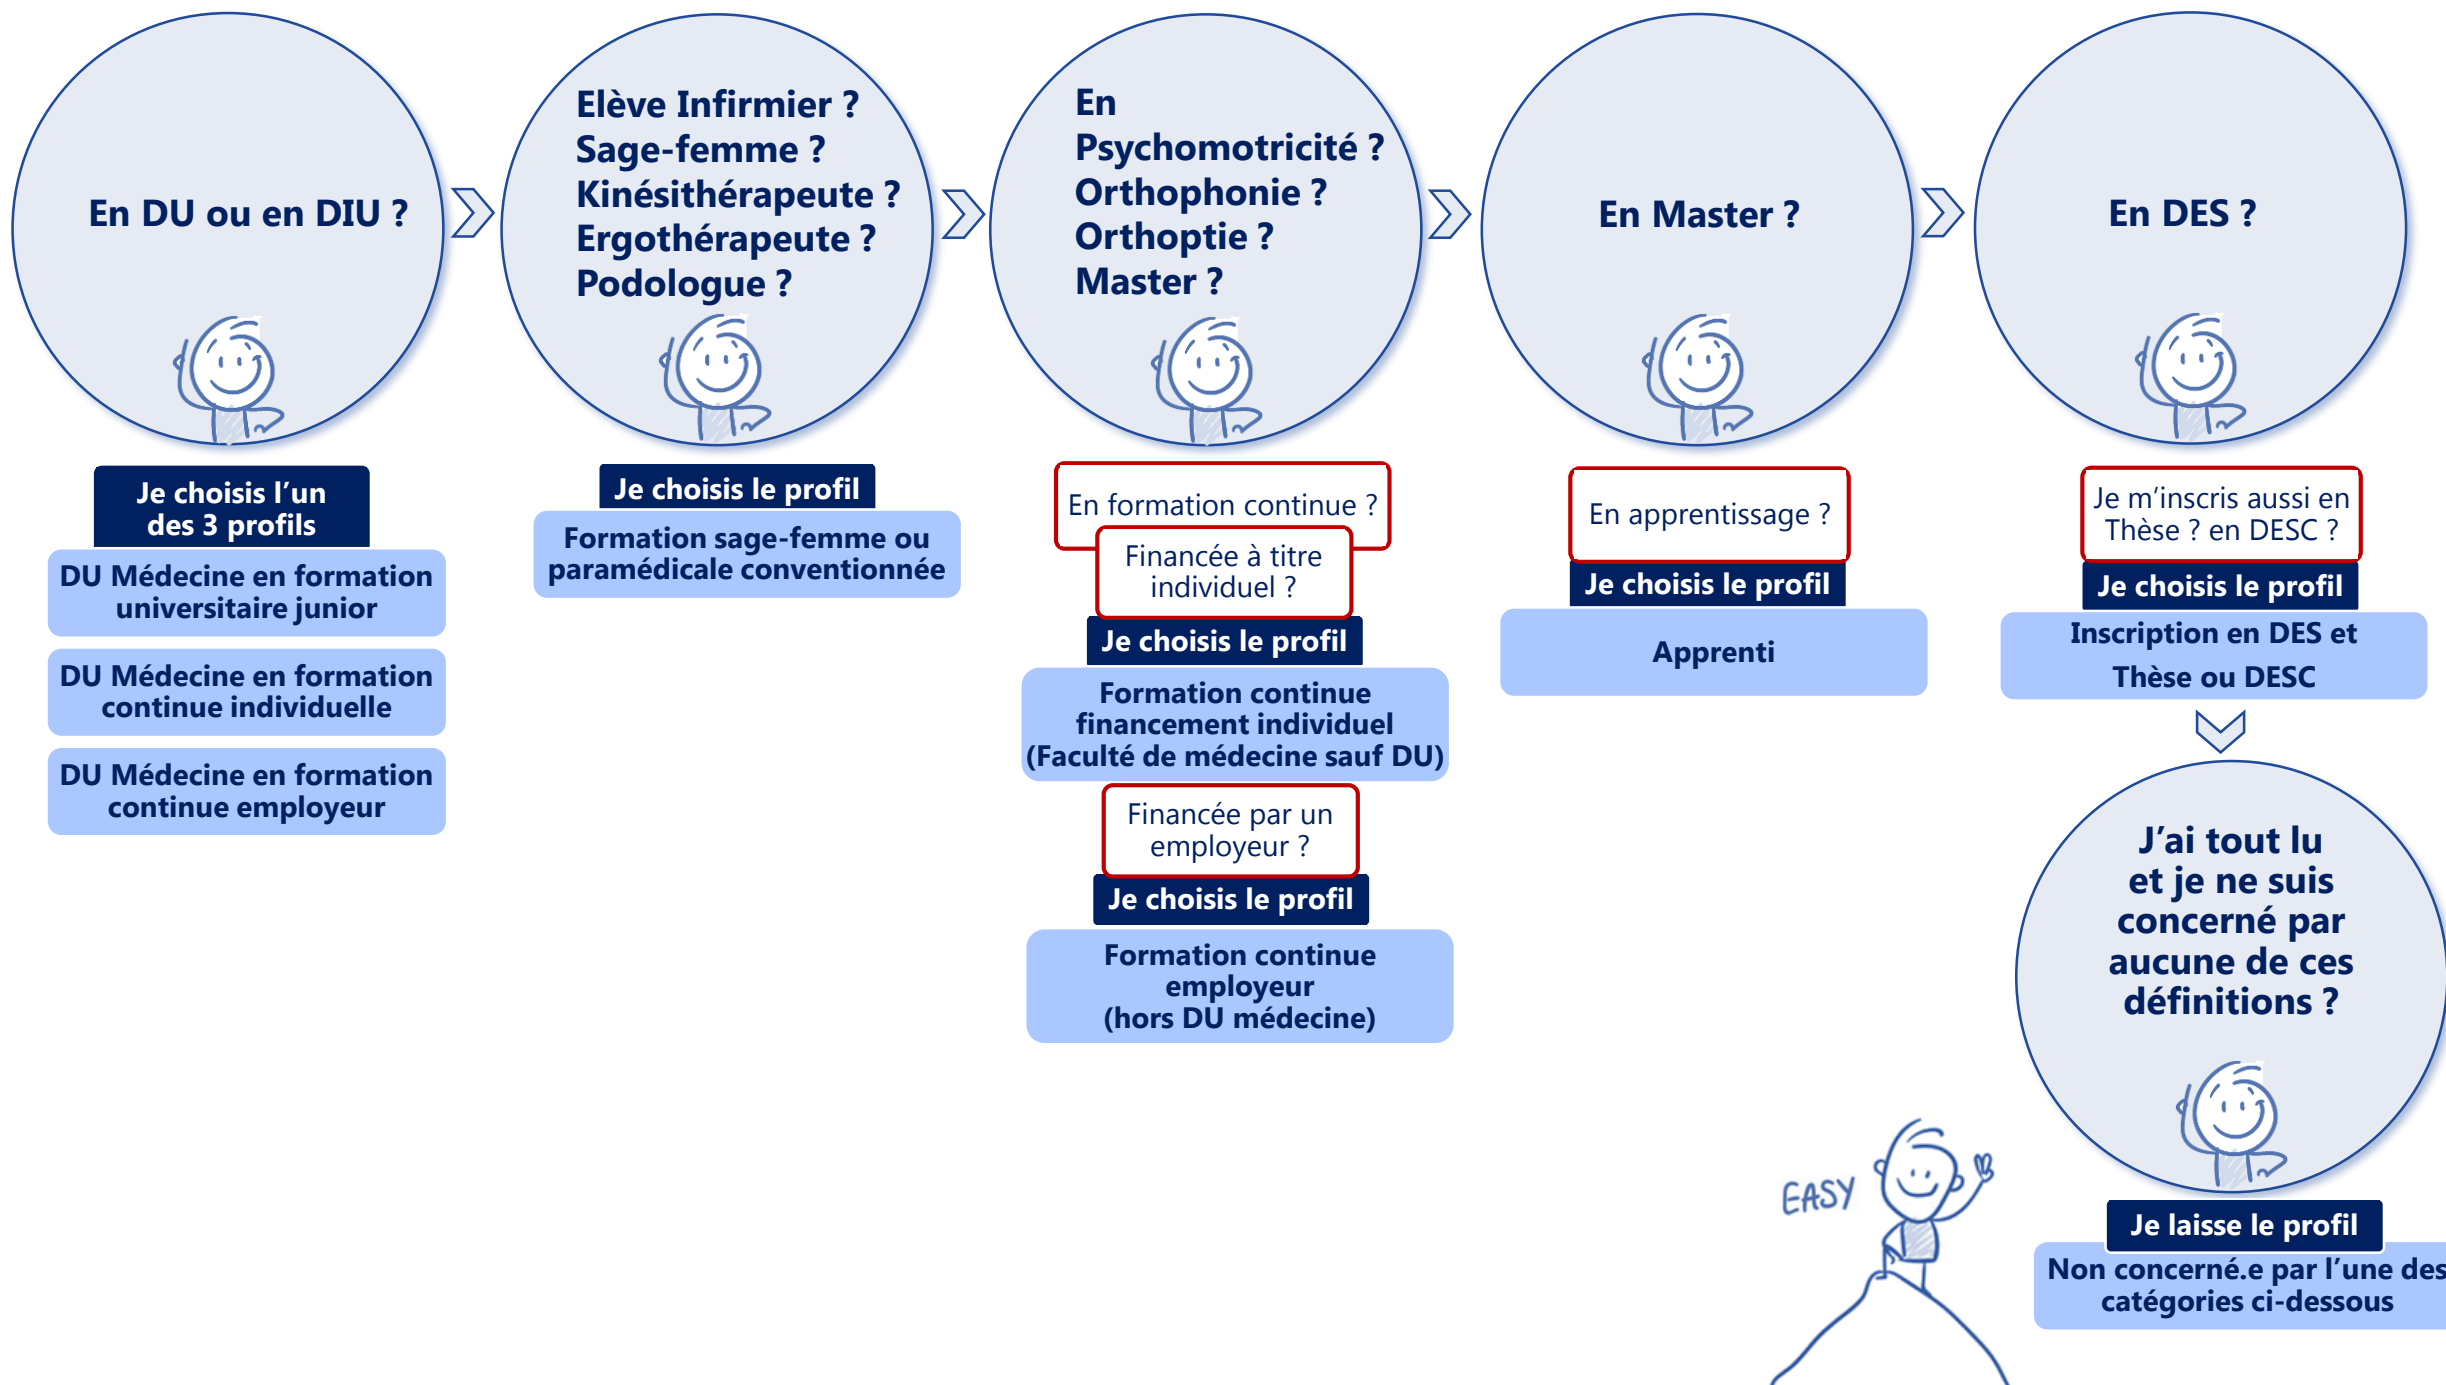 En DU ou en DIU ?
Je choisis l’un
des 3 profils
DU Médecine en formation
universitaire junior
DU Médecine en formation
continue individuelle
DU Médecine en formation
continue employeur
Elève Infirmier ?
Sage-femme ?
Kinésithérapeute ?
Ergothérapeute ?
Podologue ?
Je choisis le profil
Formation sage-femme ou
paramédicale conventionnée
En
Psychomotricité ?
Orthophonie ?
Orthoptie ?
Master ?
En formation continue ?
Financée à titre
individuel ?
Je choisis le profil
Formation continue
financement individuel
(Faculté de médecine sauf DU)
Financée par un
employeur ?
Je choisis le profil
Formation continue
employeur
(hors DU médecine)
En Master ?
En apprentissage ?
Je choisis le profil
Apprenti
En DES ?
Je m’inscris aussi en
Thèse ? en DESC ?
Je choisis le profil
Inscription en DES et
Thèse ou DESC
J’ai tout lu
et je ne suis
concerné par
aucune de ces
définitions ?
Je laisse le profil
Non concerné.e par l’une des
catégories ci-dessous
EASY